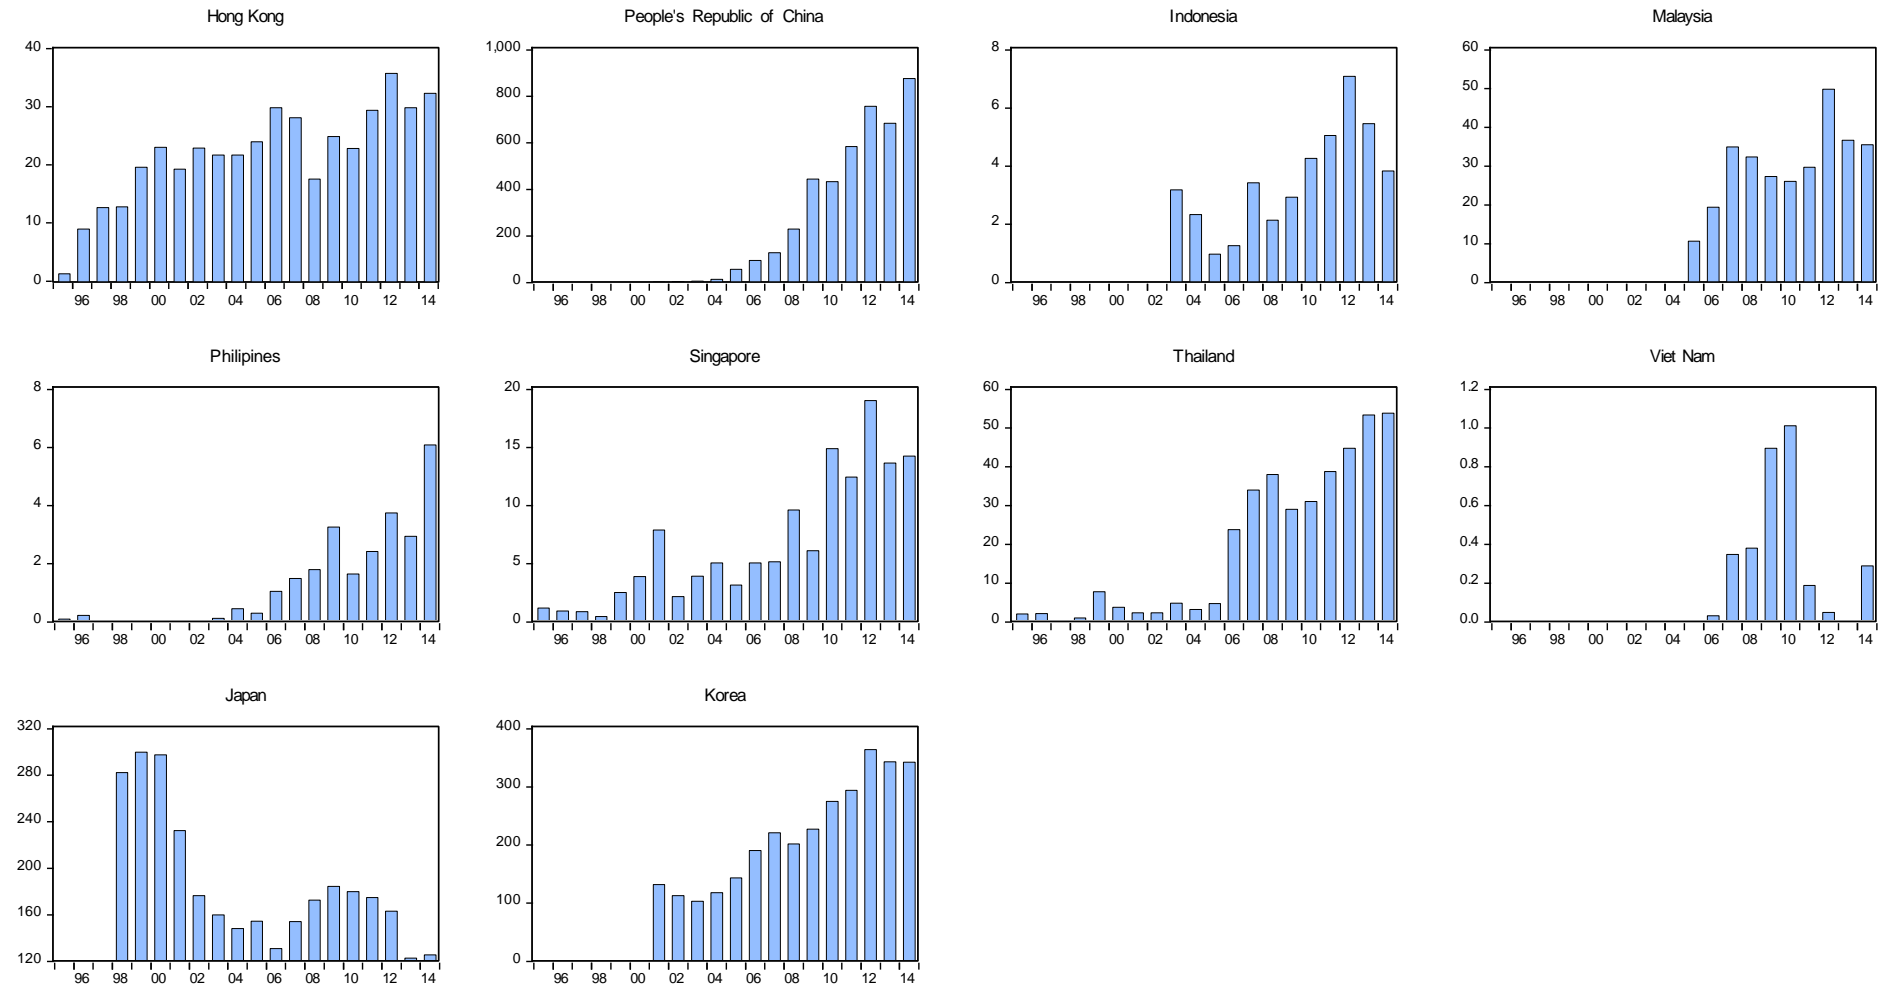 Hong Kong
40
30
20
10
0
96 98 00 02 04 06 08 10 12 14
People's Republic of China
1,000
800
600
400
200
0
96 98 00 02 04 06 08 10 12 14
Indonesia
8
6
4
2
0
96 98 00 02 04 06 08 10 12 14
Malaysia
60
50
40
30
20
10
0
96 98 00 02 04 06 08 10 12 14
Philipines
8
6
4
2
0
96 98 00 02 04 06 08 10 12 14
Singapore
20
15
10
5
0
96 98 00 02 04 06 08 10 12 14
Thailand
60
50
40
30
20
10
0
96 98 00 02 04 06 08 10 12 14
Viet Nam
1.2
1.0
0.8
0.6
0.4
0.2
0.0
96 98 00 02 04 06 08 10 12 14
Japan
320
280
240
200
160
120
96 98 00 02 04 06 08 10 12 14
Korea
400
300
200
100
0
96 98 00 02 04 06 08 10 12 14